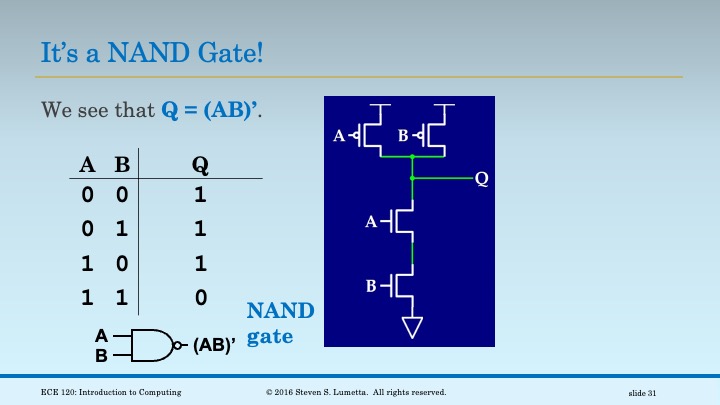 It's a NAND Gate!
We see that Q = (AB)'.
A B Q
0 0 1
0 1 1
1 0 1
1 1 0
A
B
(AB)'
NAND
gate
A B
Q
A
B
ECE 120: Introduction to Computing © 2016 Steven S. Lumetta. All rights reserved. slide 31